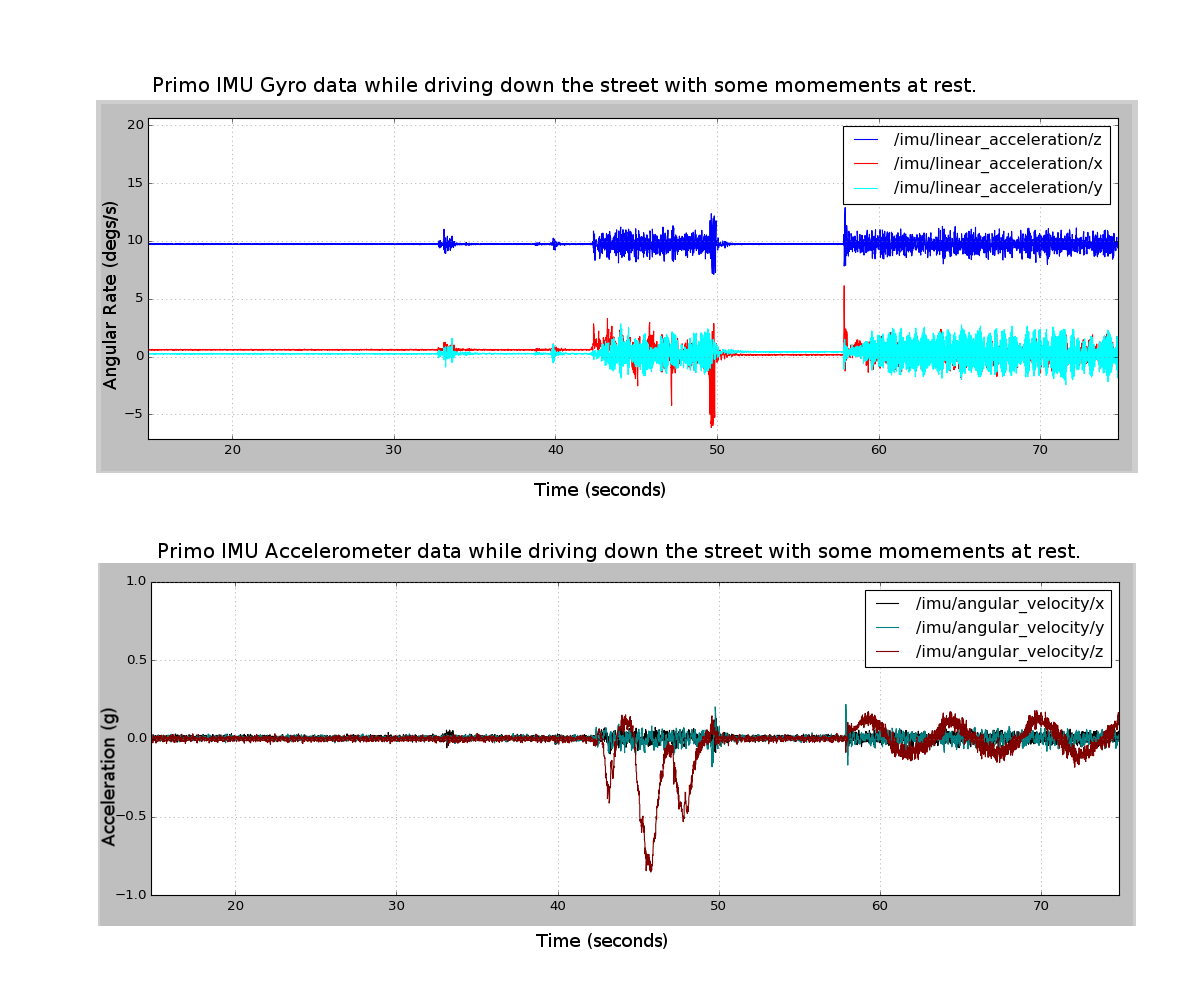 Primo IMU Gyro data while driving down the street with some momements at rest.
20
15
10
5
0
−5
Angular Rate (degs/s)
/imu/linear_acceleration/z
/imu/linear_acceleration/x
/imu/linear_acceleration/y
20 30 40 50 60 70
Time (seconds)
Primo IMU Accelerometer data while driving down the street with some momements at rest.
1.0
0.5
0.0
−0.5
−1.0
Acceleration (g)
/imu/angular_velocity/x
/imu/angular_velocity/y
/imu/angular_velocity/z
20 30 40 50 60 70
Time (seconds)